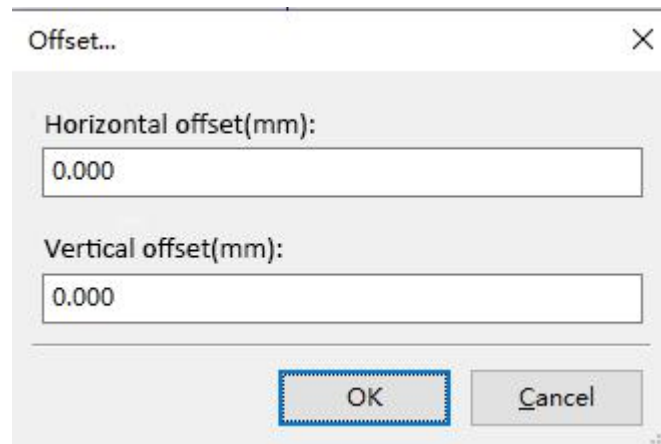 Offset...
Horizontal offset(mm):
0.000
Vertical offset(mm):
0.000
OK Cancel